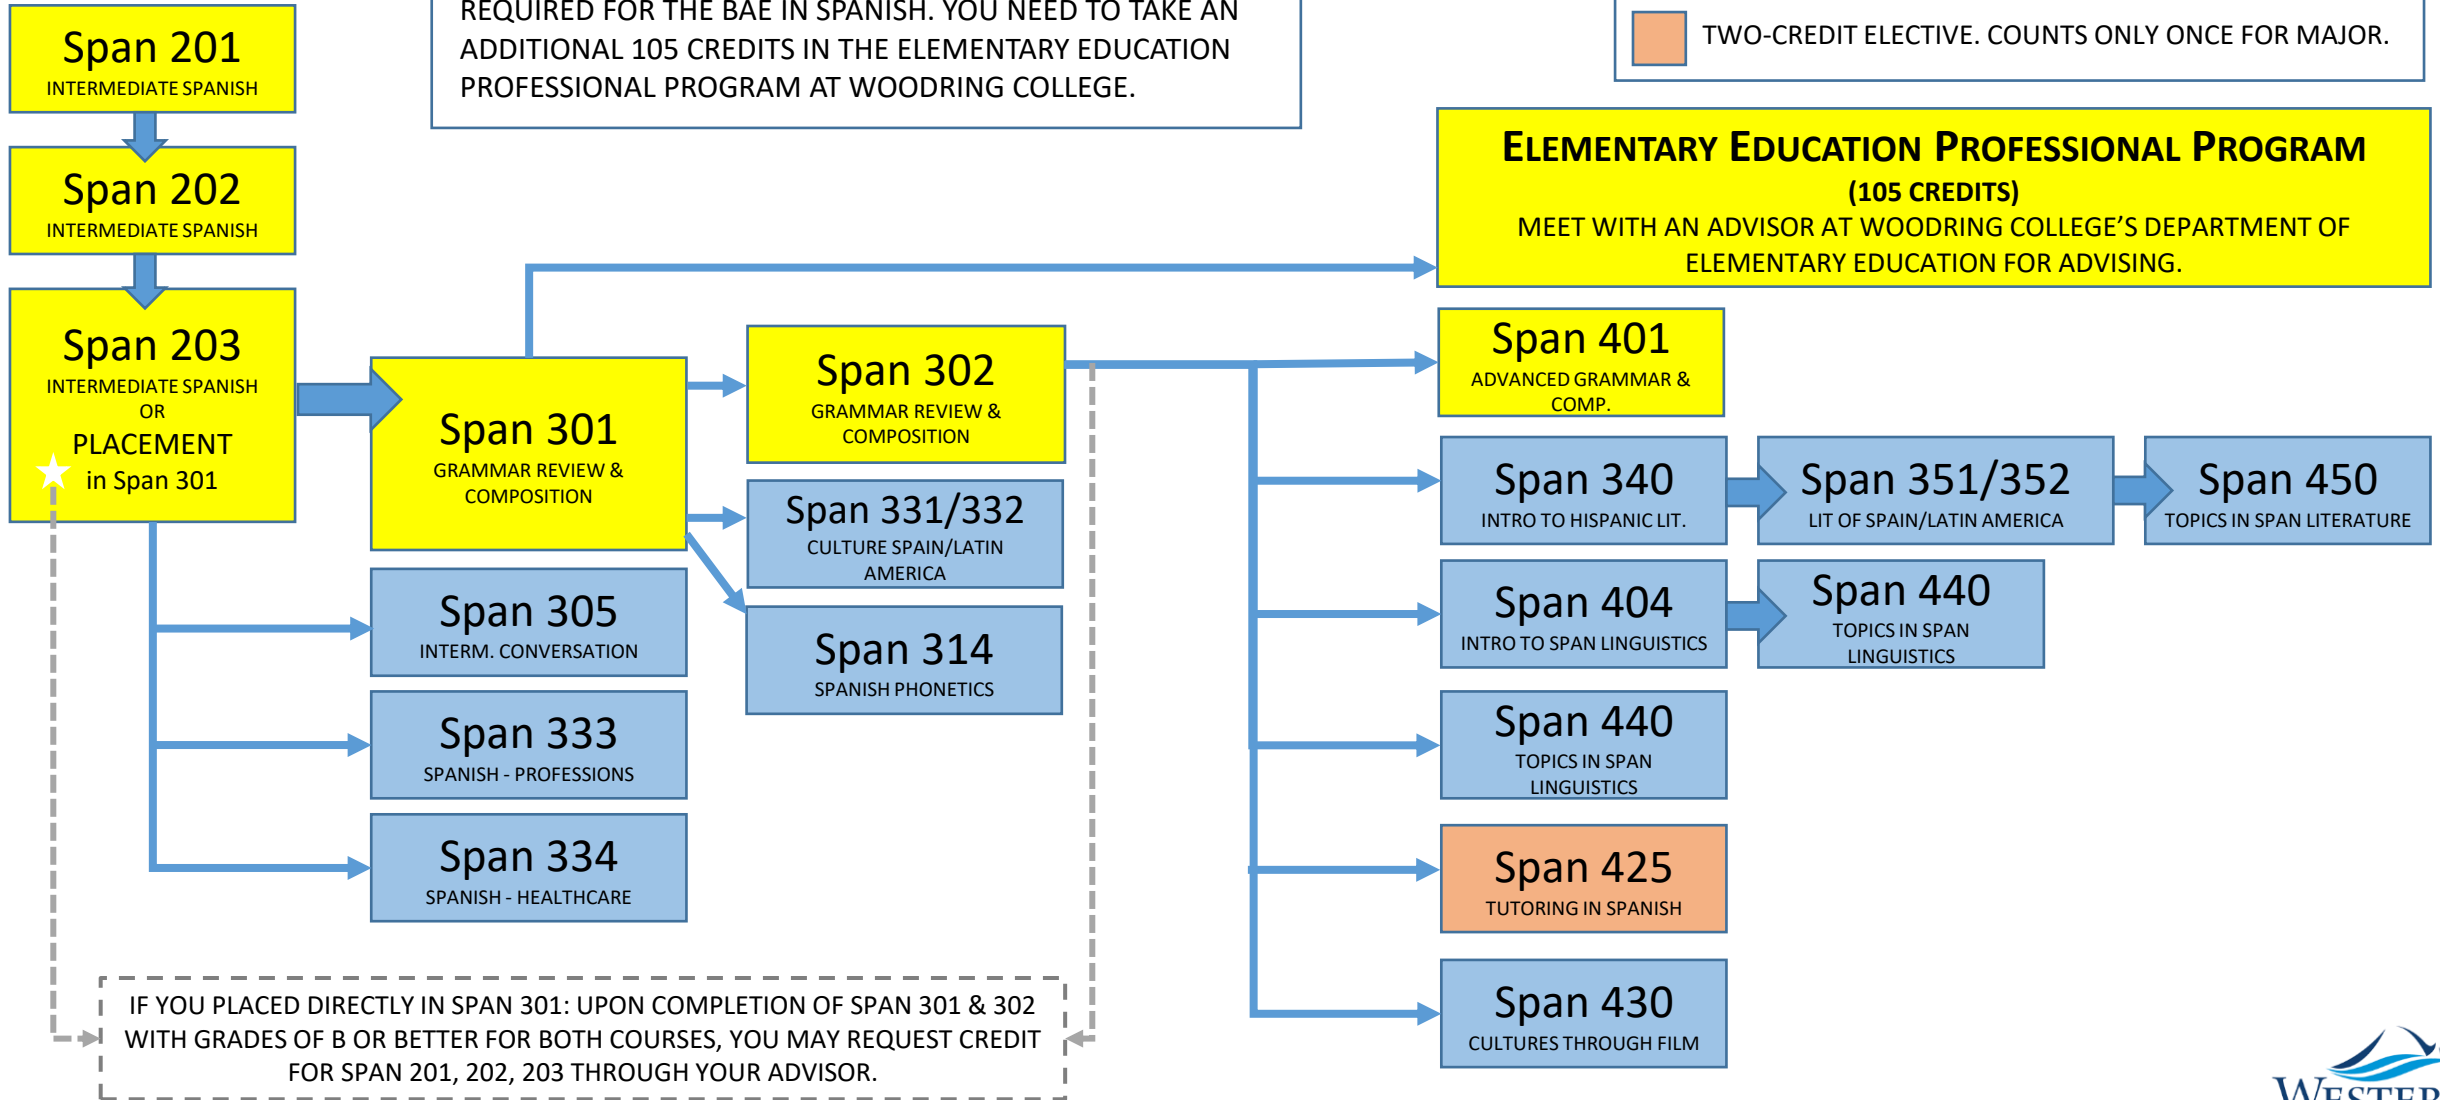 REQUIRED FOR THE BAE IN SPANISH. YOU NEED TO TAKE AN
ADDITIONAL 105 CREDITS IN THE ELEMENTARY EDUCATION
PROFESSIONAL PROGRAM AT WOODRING COLLEGE.
TWO-CREDIT ELECTIVE. COUNTS ONLY ONCE FOR MAJOR.
Span 201
INTERMEDIATE SPANISH
Span 202
INTERMEDIATE SPANISH
Span 203
INTERMEDIATE SPANISH
OR
PLACEMENT
in Span 301
ELEMENTARY EDUCATION PROFESSIONAL PROGRAM
(105 CREDITS)
MEET WITH AN ADVISOR AT WOODRING COLLEGE'S DEPARTMENT OF
ELEMENTARY EDUCATION FOR ADVISING.
Span 301
GRAMMAR REVIEW &
COMPOSITION
Span 305
INTERM. CONVERSATION
Span 333
SPANISH - PROFESSIONS
Span 334
SPANISH - HEALTHCARE
Span 302
GRAMMAR REVIEW &
COMPOSITION
Span 331/332
CULTURE SPAIN/LATIN
AMERICA
Span 314
SPANISH PHONETICS
Span 401
ADVANCED GRAMMAR &
COMP.
Span 340
INTRO TO HISPANIC LIT.
Span 351/352
LIT OF SPAIN/LATIN AMERICA
Span 450
TOPICS IN SPAN LITERATURE
Span 404
INTRO TO SPAN LINGUISTICS
Span 440
TOPICS IN SPAN
LINGUISTICS
Span 440
TOPICS IN SPAN
LINGUISTICS
Span 425
TUTORING IN SPANISH
Span 430
CULTURES THROUGH FILM
IF YOU PLACED DIRECTLY IN SPAN 301: UPON COMPLETION OF SPAN 301 & 302
WITH GRADES OF B OR BETTER FOR BOTH COURSES, YOU MAY REQUEST CREDIT
FOR SPAN 201, 202, 203 THROUGH YOUR ADVISOR.